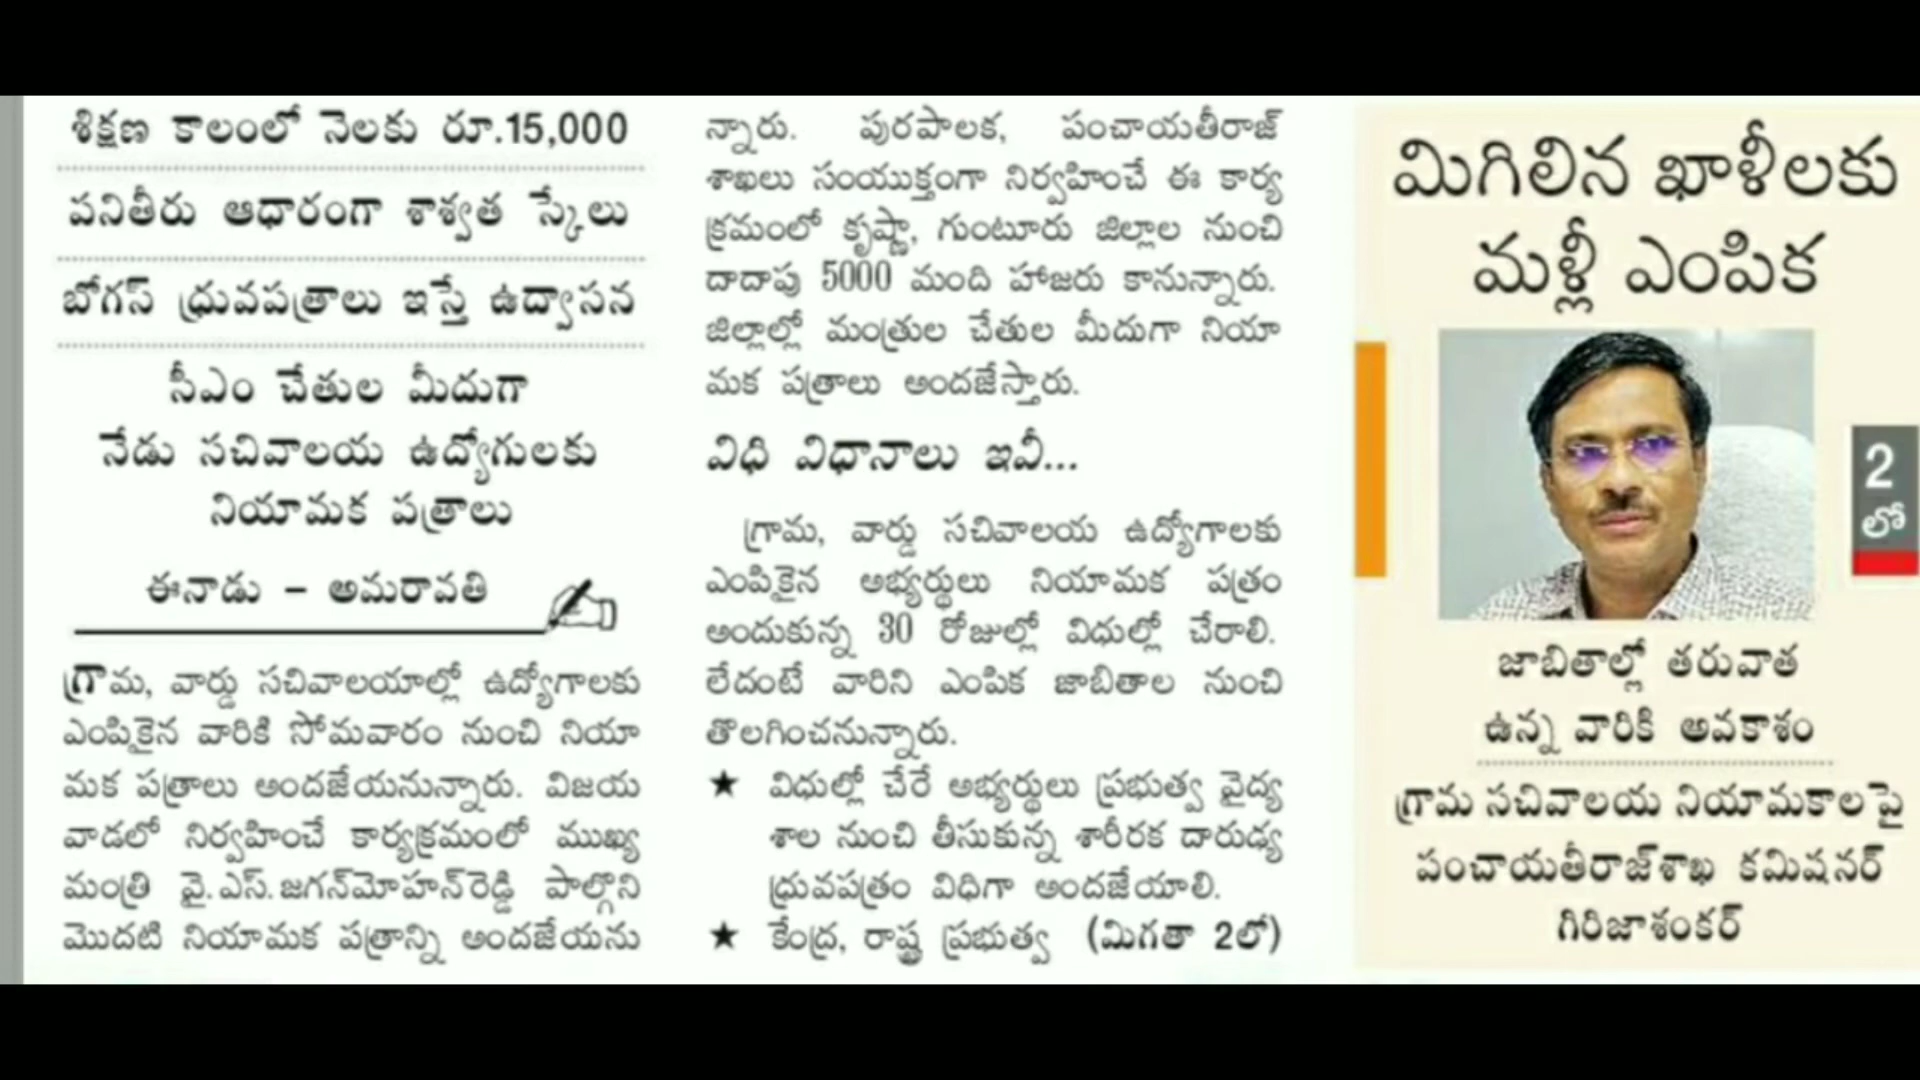 శిక్షణ కాలంలో నెలకు రూ.15,000
పనితీరు ఆధారంగా శాశ్వత స్కేలు
బోగస్ ధ్రువపత్రాలు ఇస్తే ఉద్వాసన
సీఎం చేతుల మీదుగా
నేడు సచివాలయ ఉద్యోగులకు
నియామక పత్రాలు
ఈనాడు – అమరావతి
గ్రామ, వార్డు సచివాలయాల్లో ఉద్యోగాలకు
ఎంపికైన వారికి సోమవారం నుంచి నియా
మక పత్రాలు అందజేయనున్నారు. విజయ
వాడలో నిర్వహించే కార్యక్రమంలో ముఖ్య
మంత్రి వై.ఎస్.జగన్‌మోహన్‌రెడ్డి పాల్గొని
మొదటి నియామక పత్రాన్ని అందజేయను
న్నారు. పురపాలక, పంచాయతీరాజ్
శాఖలు సంయుక్తంగా నిర్వహించే ఈ కార్య
క్రమంలో కృష్ణా, గుంటూరు జిల్లాల నుంచి
దాదాపు 5000 మంది హాజరు కానున్నారు.
జిల్లాల్లో మంత్రుల చేతుల మీదుగా నియా
మక పత్రాలు అందజేస్తారు.
విధి విధానాలు ఇవీ...
గ్రామ, వార్డు సచివాలయ ఉద్యోగాలకు
ఎంపికైన అభ్యర్థులు నియామక పత్రం
అందుకున్న 30 రోజుల్లో విధుల్లో చేరాలి.
లేదంటే వారిని ఎంపిక జాబితాల నుంచి
తొలగించనున్నారు.
★ విధుల్లో చేరే అభ్యర్థులు ప్రభుత్వ వైద్య
శాల నుంచి తీసుకున్న శారీరక దారుఢ్య
ధ్రువపత్రం విధిగా అందజేయాలి.
★ కేంద్ర, రాష్ట్ర ప్రభుత్వ (మిగతా 2లో)
మిగిలిన ఖాళీలకు
మళ్లీ ఎంపిక
2
లో
జాబితాల్లో తరువాత
ఉన్న వారికి అవకాశం
గ్రామ సచివాలయ నియామకాలపై
పంచాయతీరాజ్‌శాఖ కమిషనర్
గిరిజాశంకర్